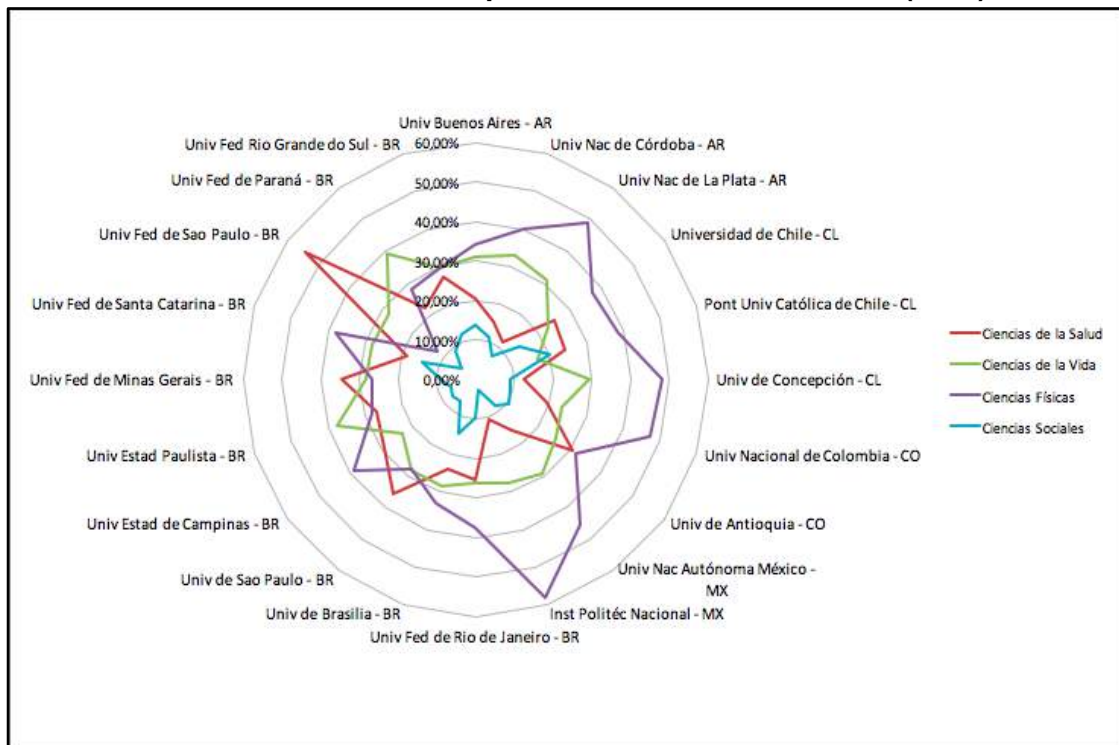 Univ Buenos Aires - AR
Univ Fed Rio Grande do Sul - BR
60,00%
Univ Nac de Córdoba - AR
Univ Fed de Paraná - BR
50,00%
Univ Nac de La Plata - AR
Univ Fed de Sao Paulo - BR
40,00%
Universidad de Chile - CL
30,00%
Univ Fed de Santa Catarina - BR
20,00%
Pont Univ Católica de Chile - CL
10,00%
Univ Fed de Minas Gerais - BR
0,00%
Univ de Concepción - CL
Univ Estad Paulista - BR
Univ Nacional de Colombia - CO
Univ Estad de Campinas - BR
Univ de Antioquia - CO
Univ de Sao Paulo - BR
Univ Nac Autónoma México -
MX
Univ de Brasilia - BR
Inst Politéc Nacional - MX
Univ Fed de Rio de Janeiro - BR
Ciencias de la Salud
Ciencias de la Vida
Ciencias Físicas
Ciencias Sociales